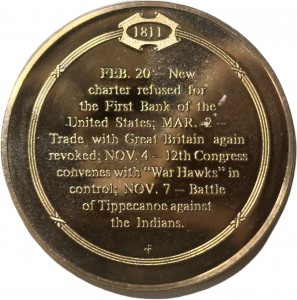 1811
FEB. 20 – New
charter refused for
the First Bank of the
United States; MAR. 2 –
Trade with Great Britain again
revoked; NOV. 4 – 12th Congress
convenes with "War Hawks" in
control; NOV. 7 – Battle
of Tippecanoe against
the Indians.